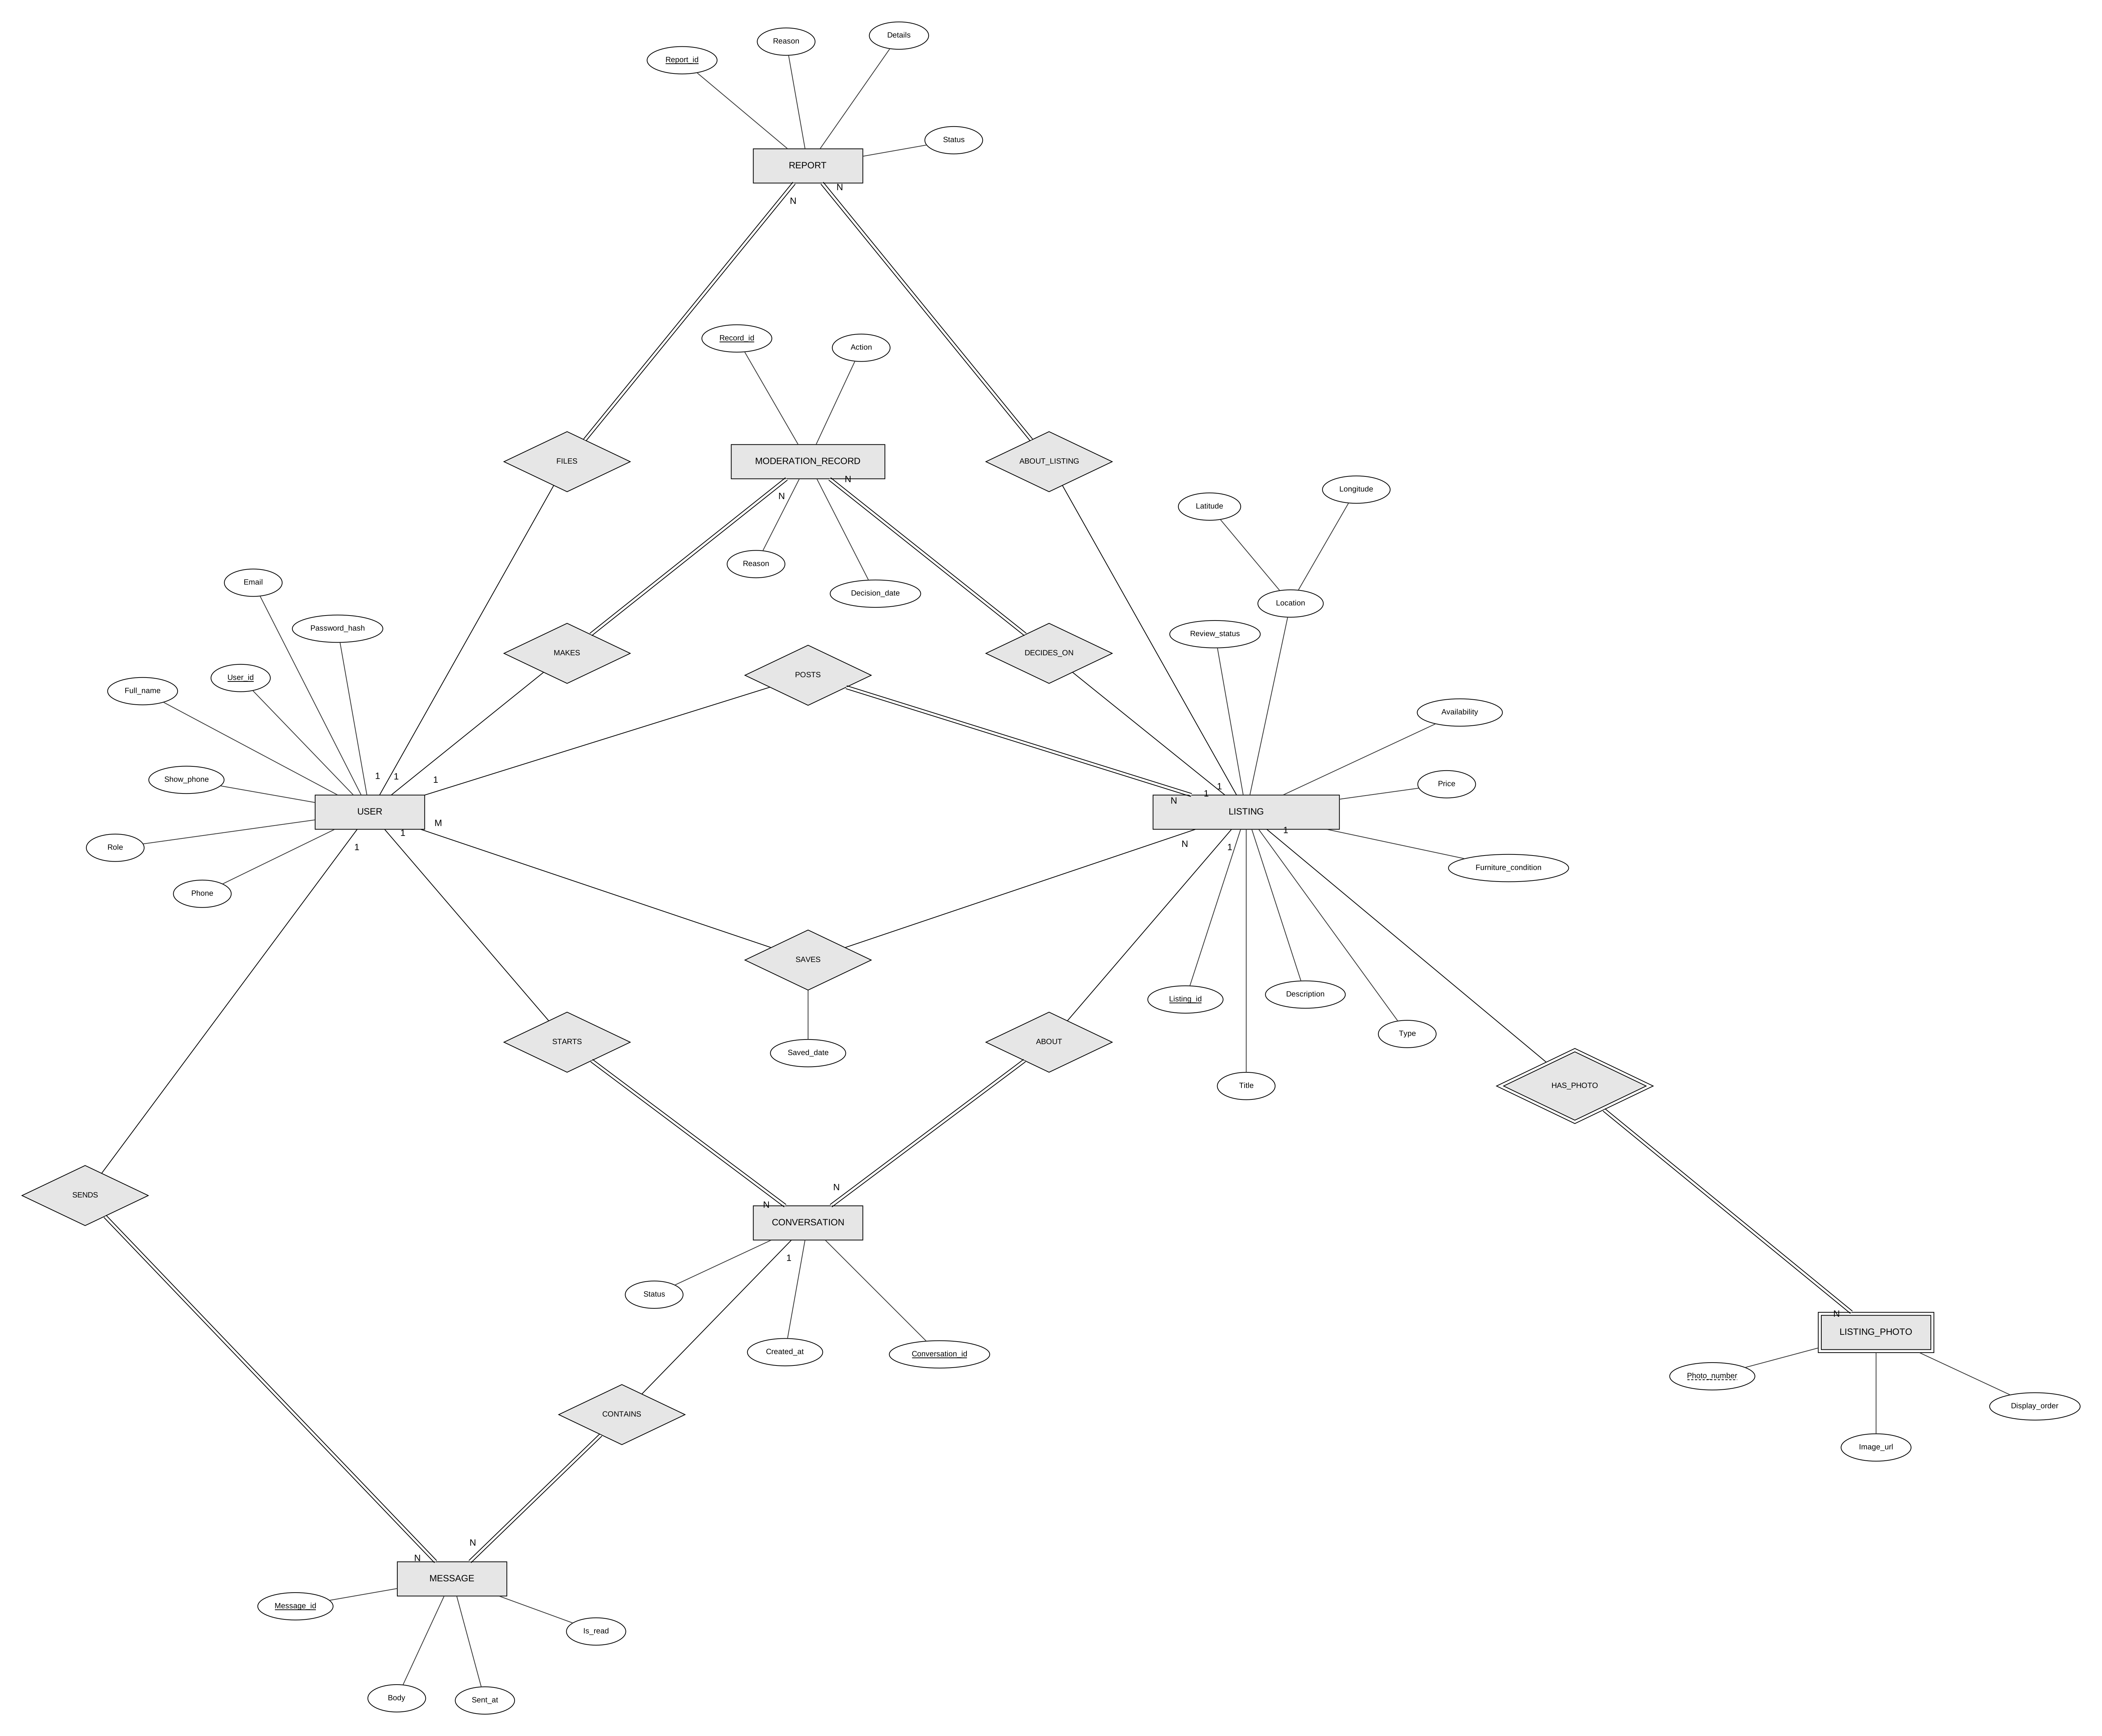 Details
Reason
Report_id
Status
REPORT
N
N
Record_id
Action
FILES
MODERATION_RECORD
ABOUT_LISTING
N
N
Longitude
Latitude
Reason
Email
Decision_date
Location
Password_hash
Review_status
MAKES
DECIDES_ON
POSTS
User_id
Full_name
Availability
Show_phone
1
1
1
Price
1
1
N
USER
LISTING
M
1
1
N
1
1
Role
Furniture_condition
Phone
SAVES
Description
Listing_id
Type
STARTS
ABOUT
Saved_date
Title
HAS_PHOTO
N
SENDS
N
CONVERSATION
1
Status
N
LISTING_PHOTO
Created_at
Conversation_id
Photo_number
Display_order
CONTAINS
Image_url
N
N
MESSAGE
Message_id
Is_read
Body
Sent_at